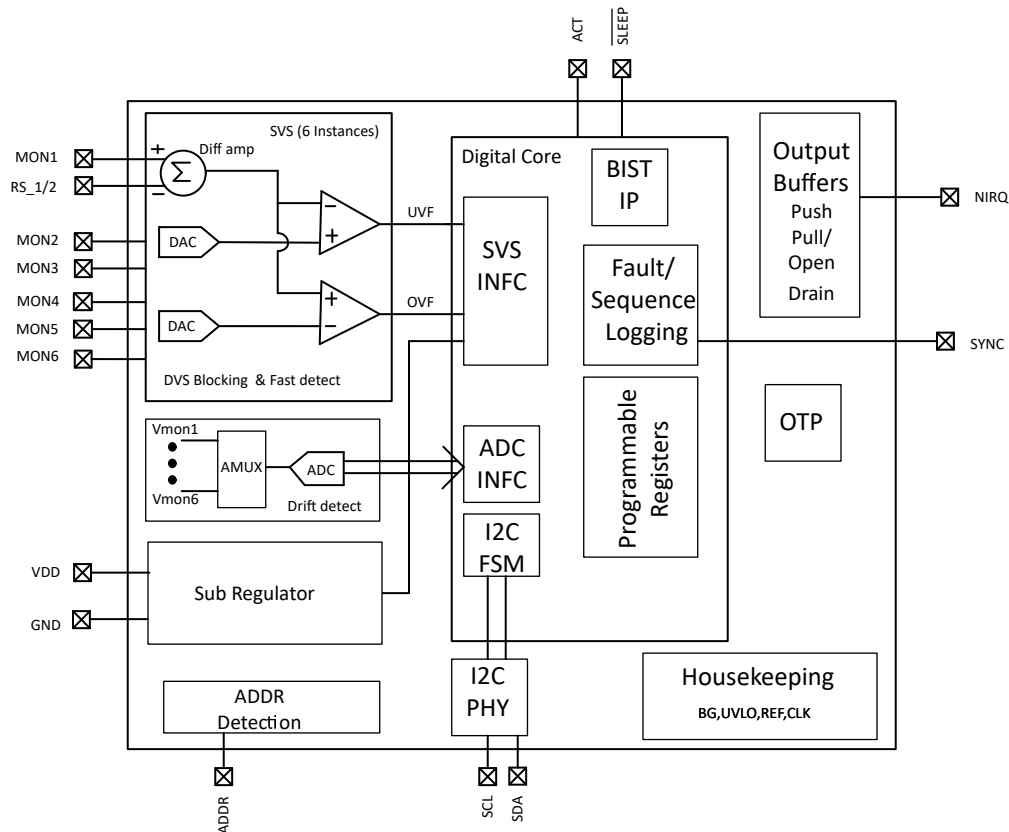 ACT
SLEEP
SVS (6 Instances)
Diff amp
+
Σ
−
MON1
RS_1/2
MON2
MON3
MON4
MON5
MON6
DAC
DAC
−
+
+
−
UVF
OVF
DVS Blocking & Fast detect
Digital Core
BIST
IP
SVS
INFC
Fault/
Sequence
Logging
Programmable
Registers
ADC
INFC
I2C
FSM
Output
Buffers
Push
Pull/
Open
Drain
NIRQ
SYNC
OTP
Vmon1
Vmon6
AMUX
ADC
Drift detect
VDD
GND
Sub Regulator
ADDR
Detection
I2C
PHY
Housekeeping
BG,UVLO,REF,CLK
ADDR
SCL
SDA